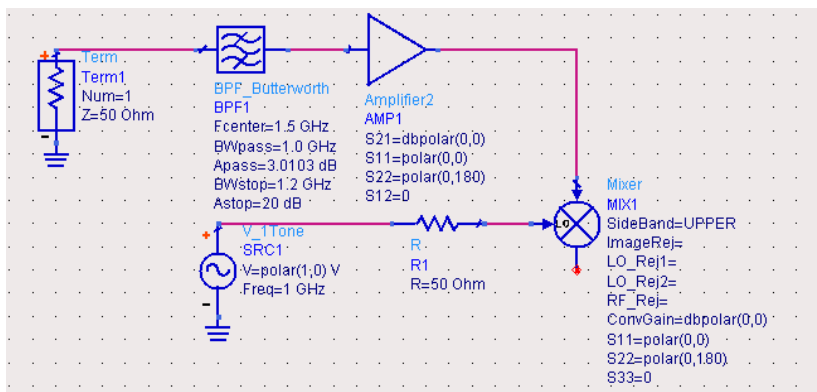 Term
Term1
Num=1
Z=50 Ohm
BPF_Butterworth
BPF1
Fcenter=1.5 GHz
BWpass=1.0 GHz
Apass=3.0103 dB
BWstop=1.2 GHz
Astop=20 dB
Amplifier2
AMP1
S21=dbpolar(0,0)
S11=polar(0,0)
S22=polar(0,180)
S12=0
V_1Tone
SRC1
V=polar(1,0) V
Freq=1 GHz
R
R1
R=50 Ohm
LO
Mixer
MIX1
SideBand=UPPER
ImageRej=
LO_Rej1=
LO_Rej2=
RF_Rej=
ConvGain=dbpolar(0,0)
S11=polar(0,0)
S22=polar(0,180)
S33=0